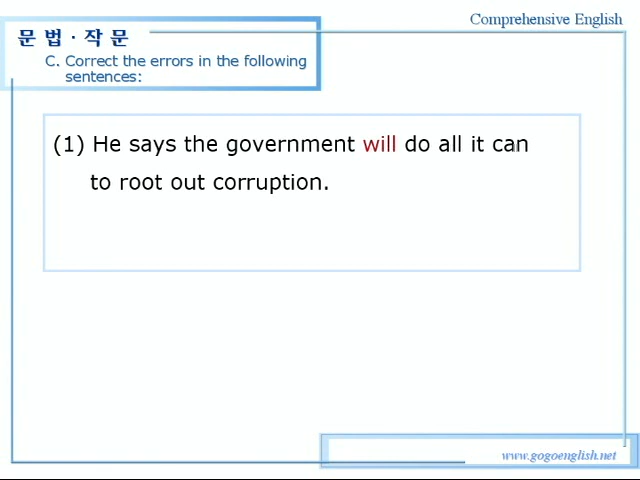 Comprehensive English
문 법 · 작 문
C. Correct the errors in the following
sentences:
(1) He says the government will do all it can
to root out corruption.
www.gogoenglish.net